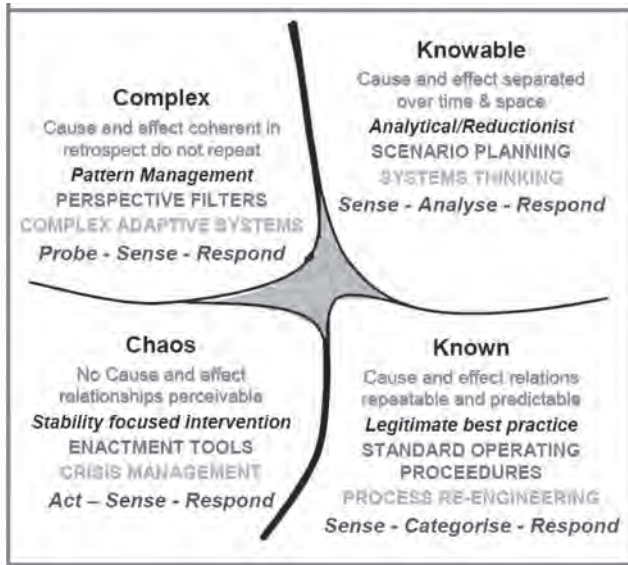 Complex
Cause and effect coherent in
retrospect do not repeat
Pattern Management
PERSPECTIVE FILTERS
COMPLEX ADAPTIVE SYSTEMS
Probe - Sense - Respond
Knowable
Cause and effect separated
over time & space
Analytical/Reductionist
SCENARIO PLANNING
SYSTEMS THINKING
Sense - Analyse - Respond
Chaos
No Cause and effect
relationships perceivable
Stability focused intervention
ENACTMENT TOOLS
CRISIS MANAGEMENT
Act – Sense - Respond
Known
Cause and effect relations
repeatable and predictable
Legitimate best practice
STANDARD OPERATING
PROCEEDURES
PROCESS RE-ENGINEERING
Sense - Categorise - Respond